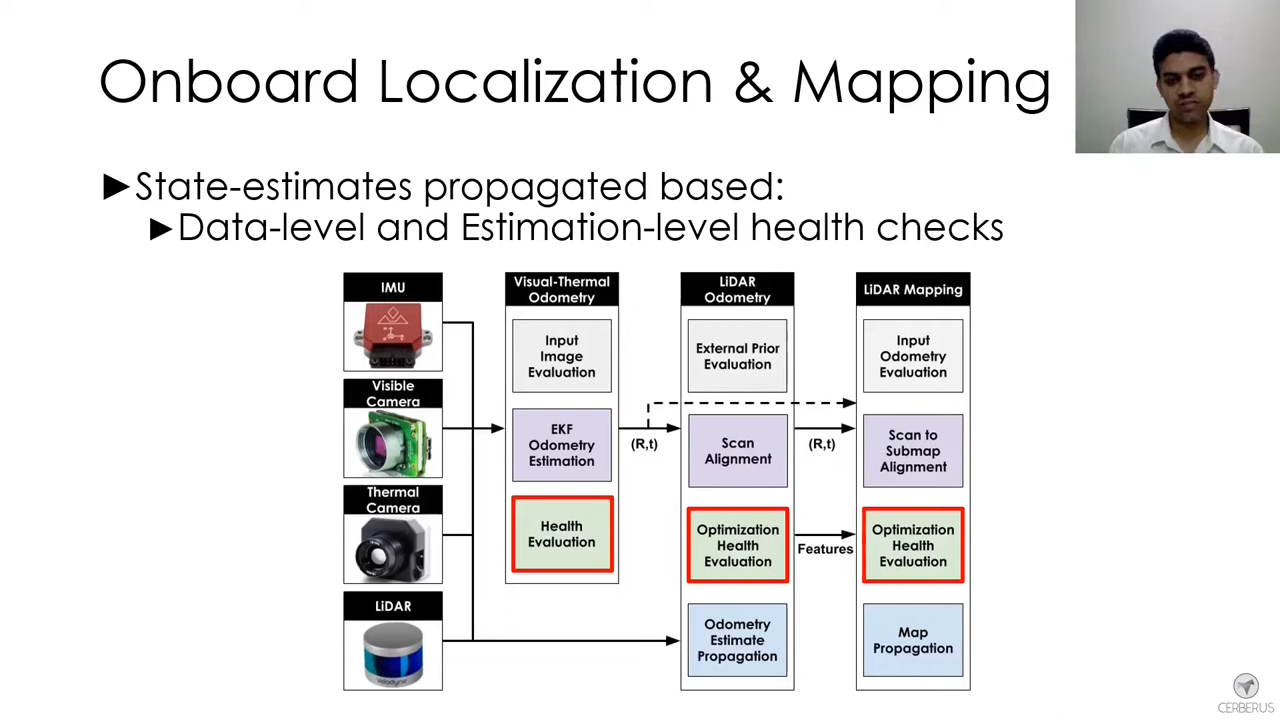 Onboard Localization & Mapping
►State-estimates propagated based:
►Data-level and Estimation-level health checks
IMU
Visible
Camera
Thermal
Camera
LiDAR
Velodyne
Visual-Thermal
Odometry
Input
Image
Evaluation
EKF
Odometry
Estimation
Health
Evaluation
(R,t)
LiDAR
Odometry
External Prior
Evaluation
Scan
Alignment
Optimization
Health
Evaluation
Odometry
Estimate
Propagation
(R,t)
Features
LiDAR Mapping
Input
Odometry
Evaluation
Scan to
Submap
Alignment
Optimization
Health
Evaluation
Map
Propagation
CERBERUS